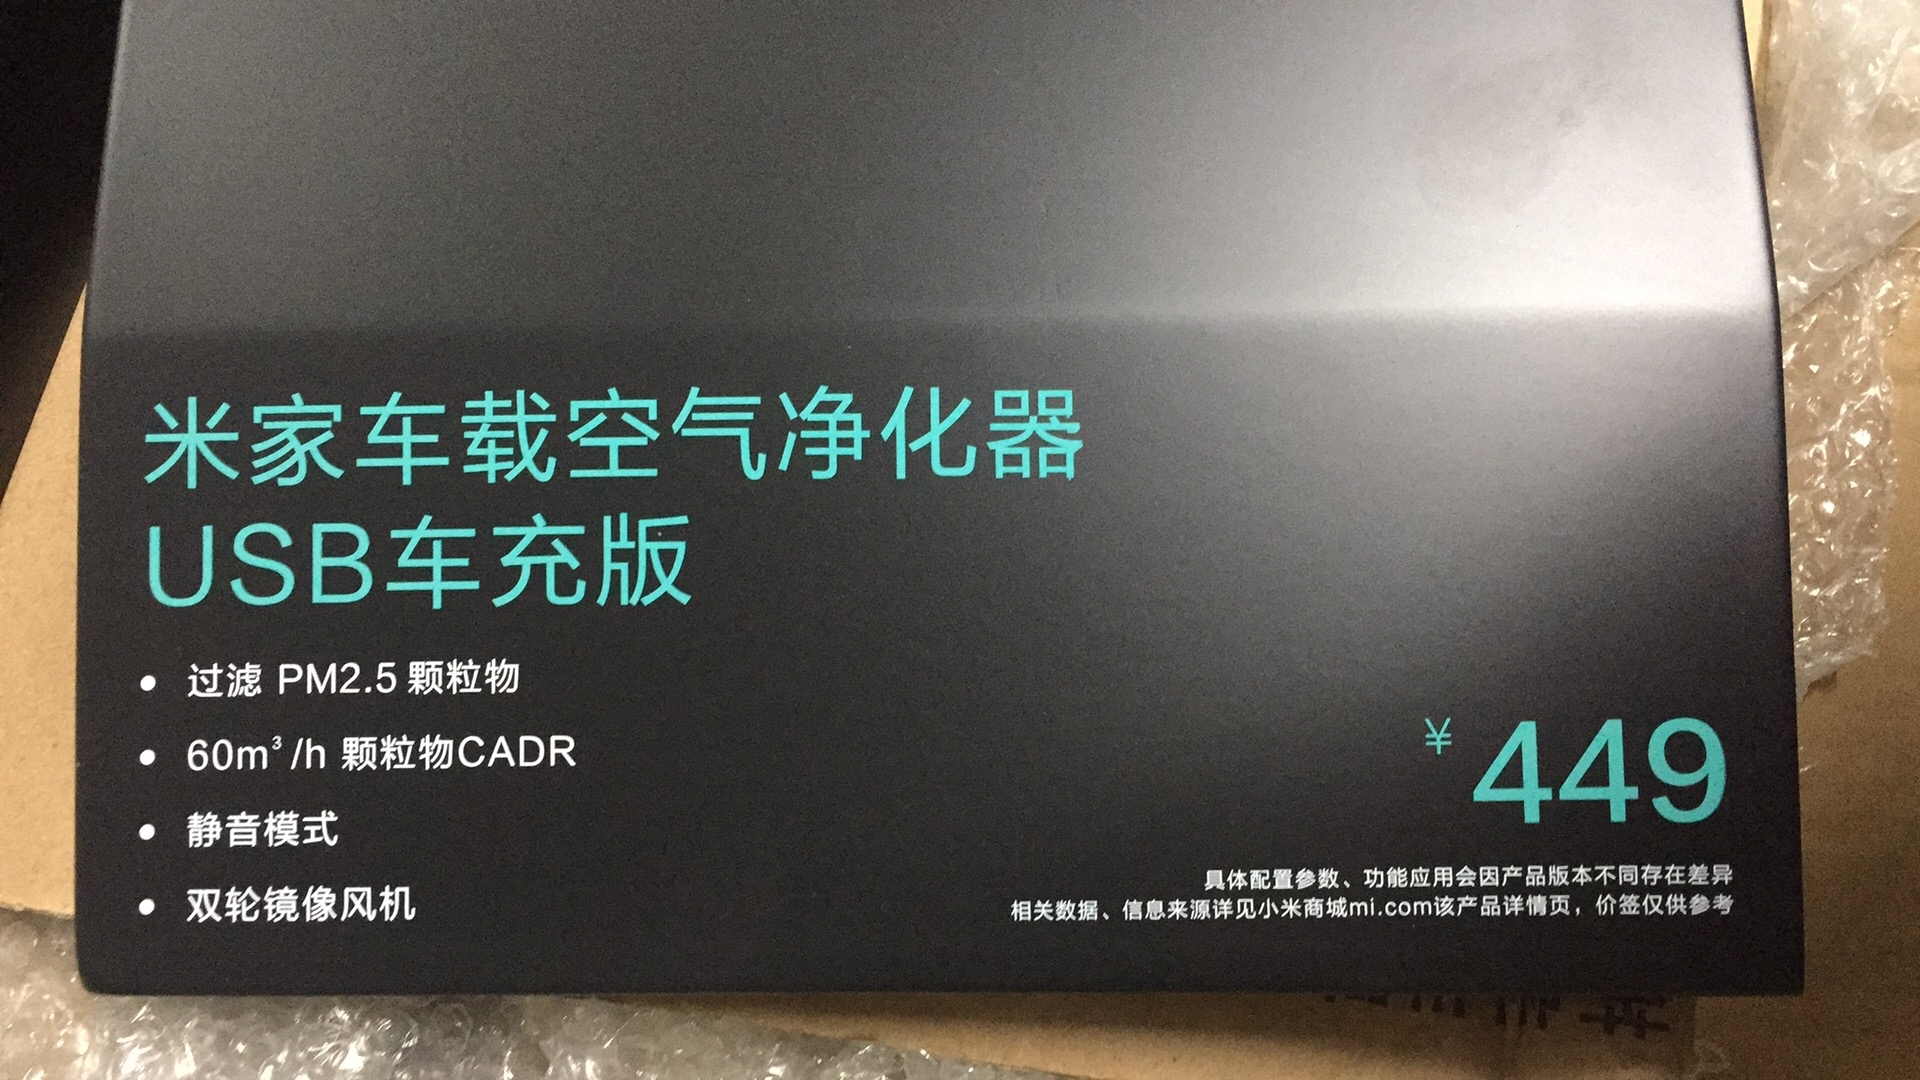 米家车载空气净化器
USB车充版
• 过滤 PM2.5 颗粒物
• 60m³/h 颗粒物CADR
• 静音模式
• 双轮镜像风机
¥449
具体配置参数、功能应用会因产品版本不同存在差异
相关数据、信息来源详见小米商城mi.com该产品详情页，价签仅供参考